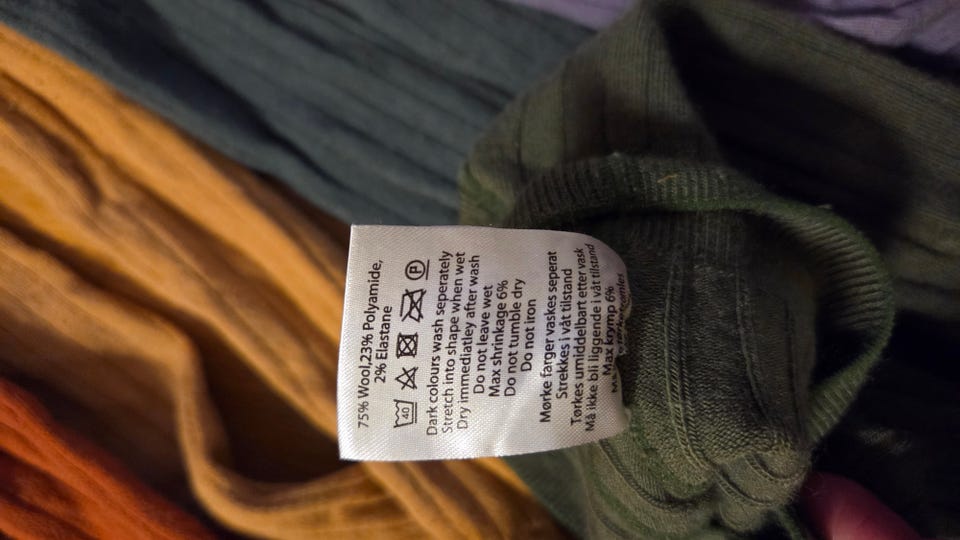 75% Wool,23% Polyamide,
2% Elastane
40 P
Dark colours wash seperately
Stretch into shape when wet
Dry immediatley after wash
Do not leave wet
Max shrinkage 6%
Do not tumble dry
Do not iron
Mørke farger vaskes seperat
Strekkes i våt tilstand
Tørkes umiddelbart etter vask
Må ikke bli liggende i våt tilstand
Max krymp 6%